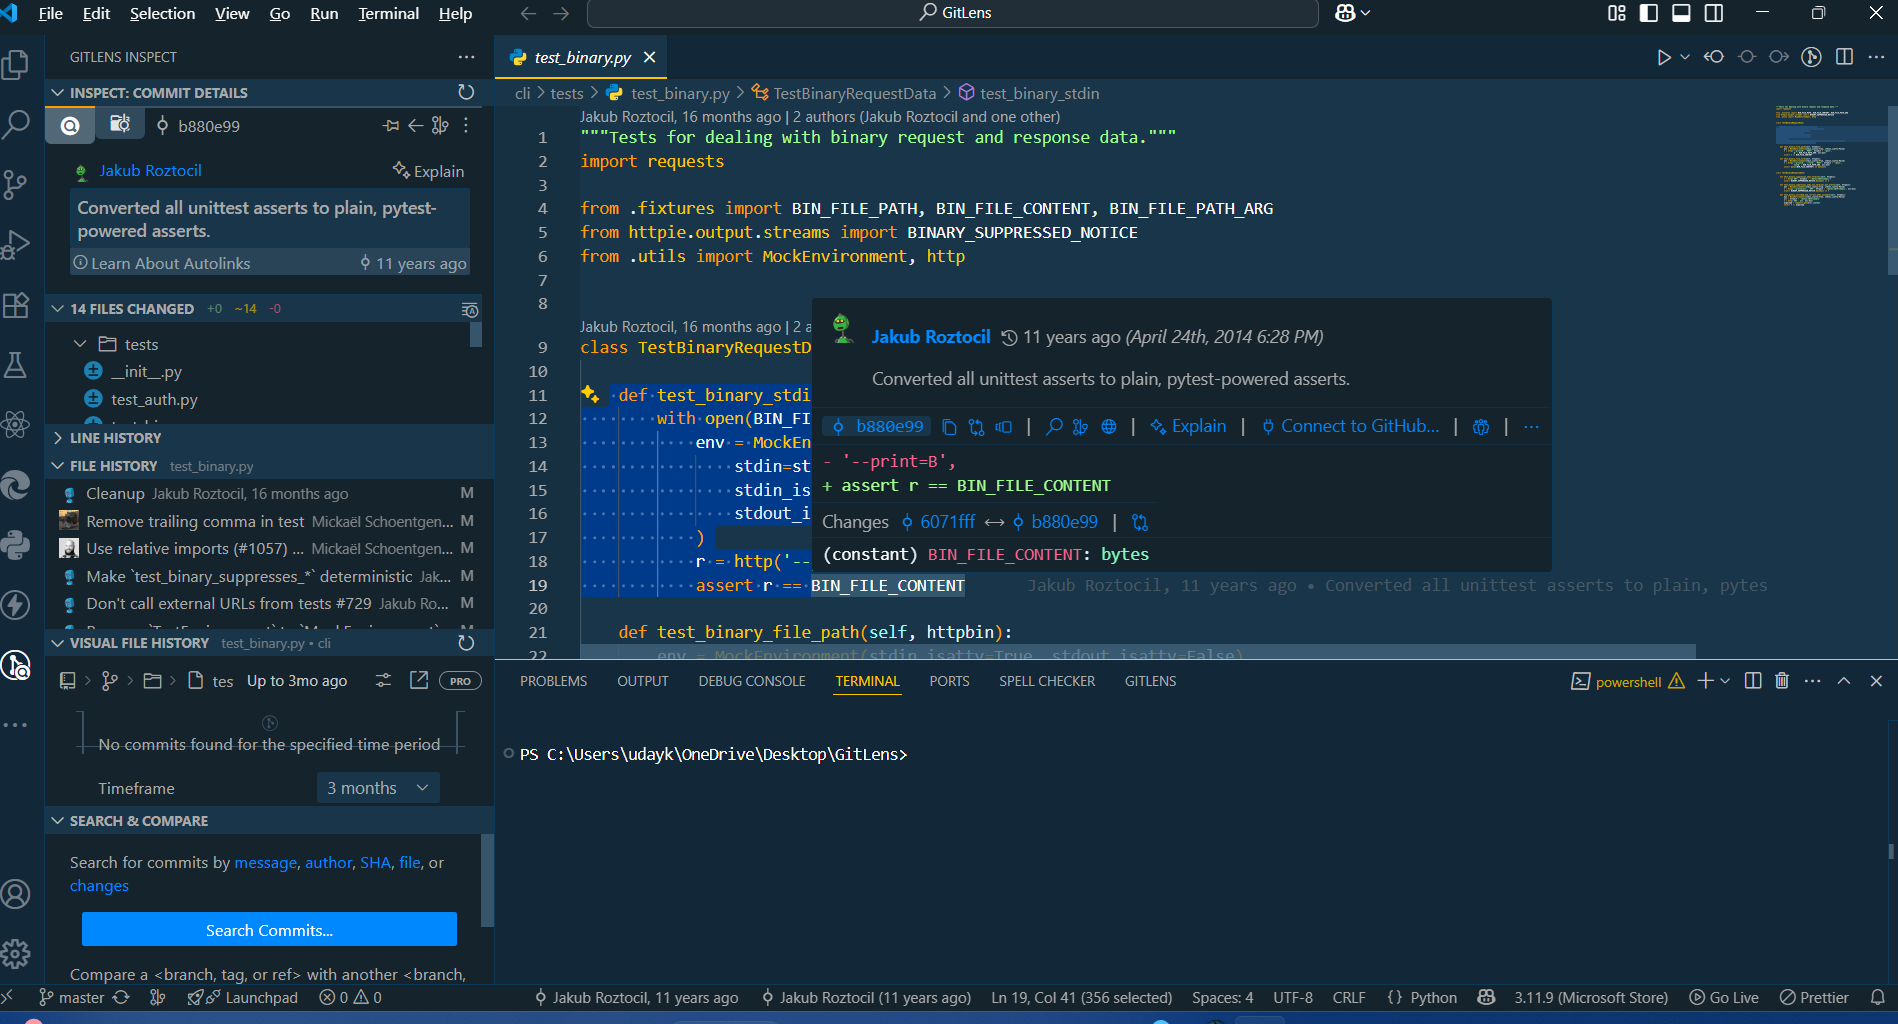 File Edit Selection View Go Run Terminal Help
GitLens
GITLENS INSPECT
INSPECT: COMMIT DETAILS
b880e99
Jakub Roztocil
Explain
Converted all unittest asserts to plain, pytest-
powered asserts.
Learn About Autolinks
11 years ago
14 FILES CHANGED +0 ~14 -0
tests
__init__.py
test_auth.py
LINE HISTORY
FILE HISTORY test_binary.py
Cleanup Jakub Roztocil, 16 months ago M
Remove trailing comma in test Mickaël Schoentgen... M
Use relative imports (#1057) ... Mickaël Schoentgen... M
Make `test_binary_suppresses_*` deterministic Jak... M
Don't call external URLs from tests #729 Jakub Ro... M
VISUAL FILE HISTORY test_binary.py • cli
tes Up to 3mo ago PRO
No commits found for the specified time period
Timeframe 3 months
SEARCH & COMPARE
Search for commits by message, author, SHA, file, or
changes
Search Commits...
Compare a <branch, tag, or ref> with another <branch,
test_binary.py
cli > tests > test_binary.py > TestBinaryRequestData > test_binary_stdin
Jakub Roztocil, 16 months ago | 2 authors (Jakub Roztocil and one other)
1 """Tests for dealing with binary request and response data."""
2 import requests
3
4 from .fixtures import BIN_FILE_PATH, BIN_FILE_CONTENT, BIN_FILE_PATH_ARG
5 from httpie.output.streams import BINARY_SUPPRESSED_NOTICE
6 from .utils import MockEnvironment, http
7
8
Jakub Roztocil, 16 months ago | 2 a
9 class TestBinaryRequestD
10
11 def test_binary_stdi
12 with open(BIN_FI
13 env = MockEn
14 stdin=st
15 stdin_is
16 stdout_i
17 )
18 r = http('--
19 assert r == BIN_FILE_CONTENT Jakub Roztocil, 11 years ago • Converted all unittest asserts to plain, pytes
20
21 def test_binary_file_path(self, httpbin):
22 env = MockEnvironment(stdin_isatty=True, stdout_isatty=False)
Jakub Roztocil 11 years ago (April 24th, 2014 6:28 PM)
Converted all unittest asserts to plain, pytest-powered asserts.
b880e99 | | Explain | Connect to GitHub... | | ...
- '--print=B',
+ assert r == BIN_FILE_CONTENT
Changes 6071fff ↔ b880e99 |
(constant) BIN_FILE_CONTENT: bytes
PROBLEMS OUTPUT DEBUG CONSOLE TERMINAL PORTS SPELL CHECKER GITLENS
powershell
PS C:\Users\udayk\OneDrive\Desktop\GitLens>
master Launchpad 0 0
Jakub Roztocil, 11 years ago Jakub Roztocil (11 years ago) Ln 19, Col 41 (356 selected) Spaces: 4 UTF-8 CRLF {} Python 3.11.9 (Microsoft Store) Go Live Prettier